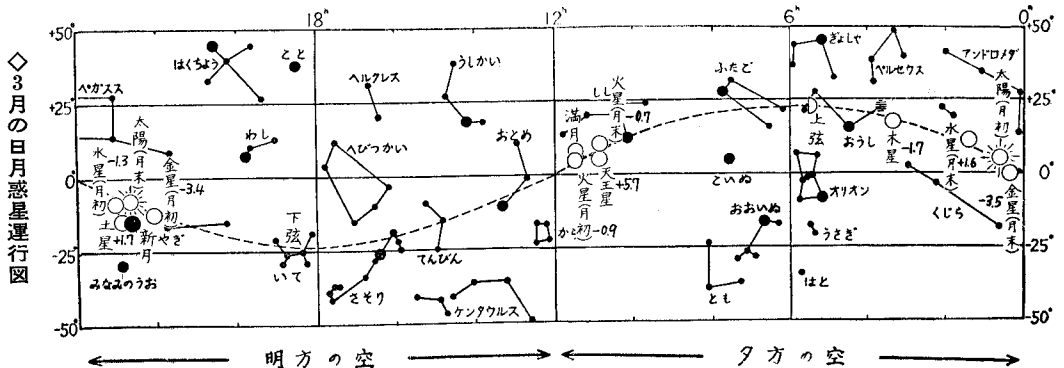 ◇3月の日月惑星運行図
18h
12h
6h
0h
+50°
+25°
0°
-25°
-50°
+50°
+25°
0°
-25°
-50°
はくちょう
こと
ペガスス
わし
ヘルクレス
うしかい
へびつかい
おとめ
しし
ふたご
ぎょしゃ
ペルセウス
アンドロメダ
太陽(月末)
水星(月初)
-1.3
金星(月初)
-3.4
土星
+1.7
新月
やぎ
みなみのうお
下弦
いて
さそり
てんびん
ケンタウルス
満月
火星(月末)
-0.7
天王星
+5.7
火星(月初)
-0.9
こいぬ
おおいぬ
とも
上弦
おうし
オリオン
うさぎ
はと
木星
-1.7
水星(月末)
+1.6
太陽(月初)
金星(月末)
-3.5
くじら
明方の空
夕方の空